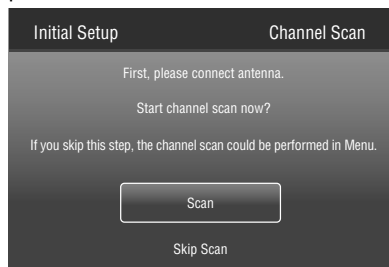 Initial Setup Channel Scan
First, please connect antenna.
Start channel scan now?
If you skip this step, the channel scan could be performed in Menu.
Scan
Skip Scan